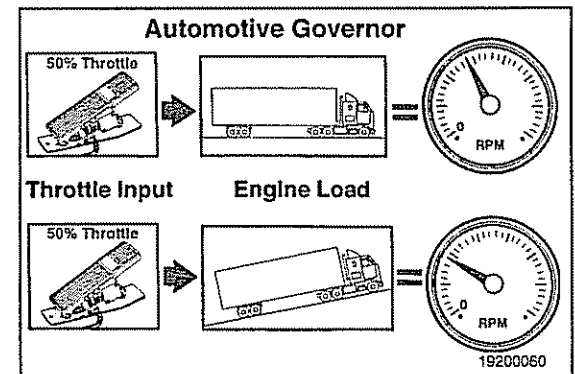 Automotive Governor
50% Throttle
0
RPM
Throttle Input Engine Load
50% Throttle
0
RPM
19200060